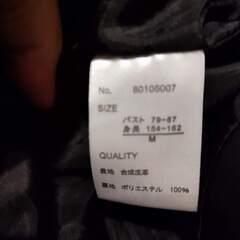 No. 80105007
SIZE
バスト 79-87
身長 154-162
M
QUALITY
表地 合成皮革
裏地 ポリエステル 100%